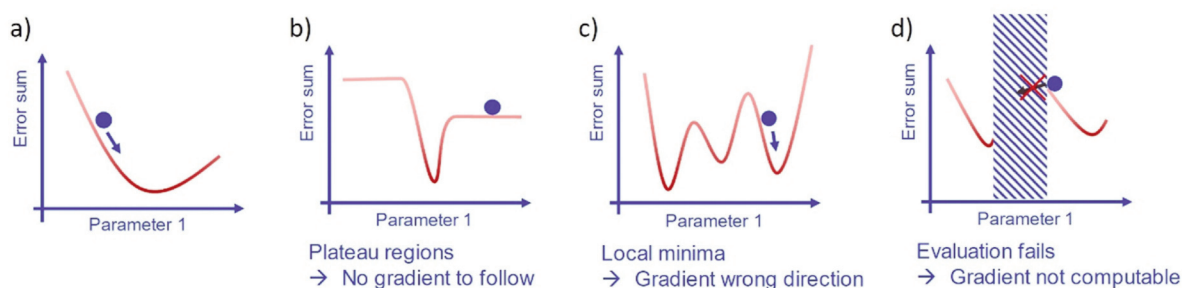 a)
Error sum
Parameter 1
b)
Error sum
Parameter 1
Plateau regions
→ No gradient to follow
c)
Error sum
Parameter 1
Local minima
→ Gradient wrong direction
d)
Error sum
Parameter 1
Evaluation fails
→ Gradient not computable